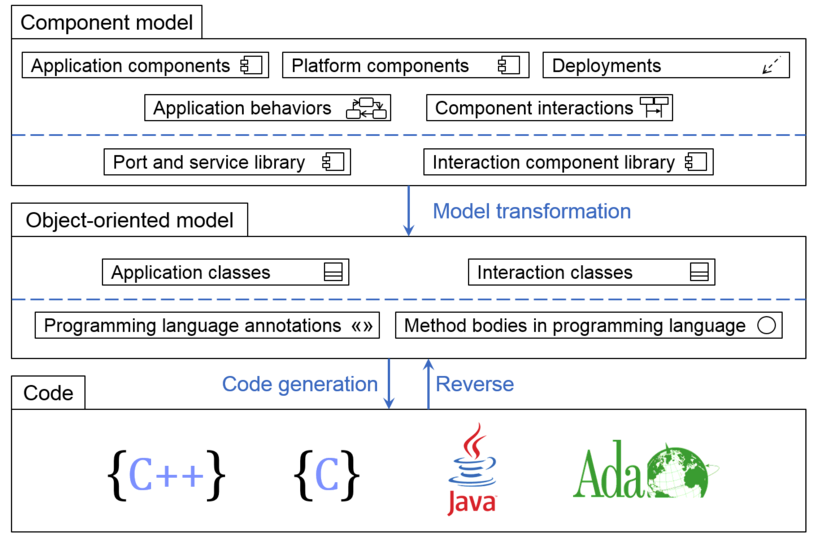 Component model
Application components
Platform components
Deployments
Application behaviors
Component interactions
Port and service library
Interaction component library
Model transformation
Object-oriented model
Application classes
Interaction classes
Programming language annotations «»
Method bodies in programming language
Code generation
Reverse
Code
{C++}
{C}
Java
Ada